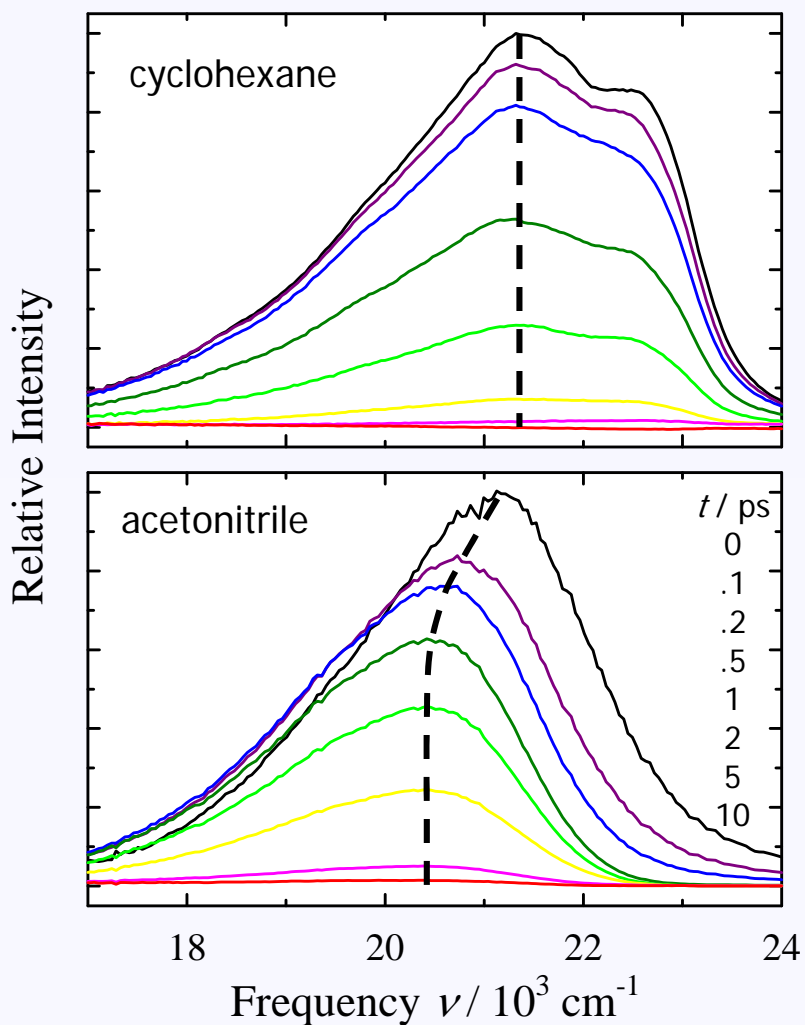 cyclohexane
Relative Intensity
acetonitrile
t / ps
0
.1
.2
.5
1
2
5
10
18 20 22 24
Frequency ν / 10³ cm⁻¹